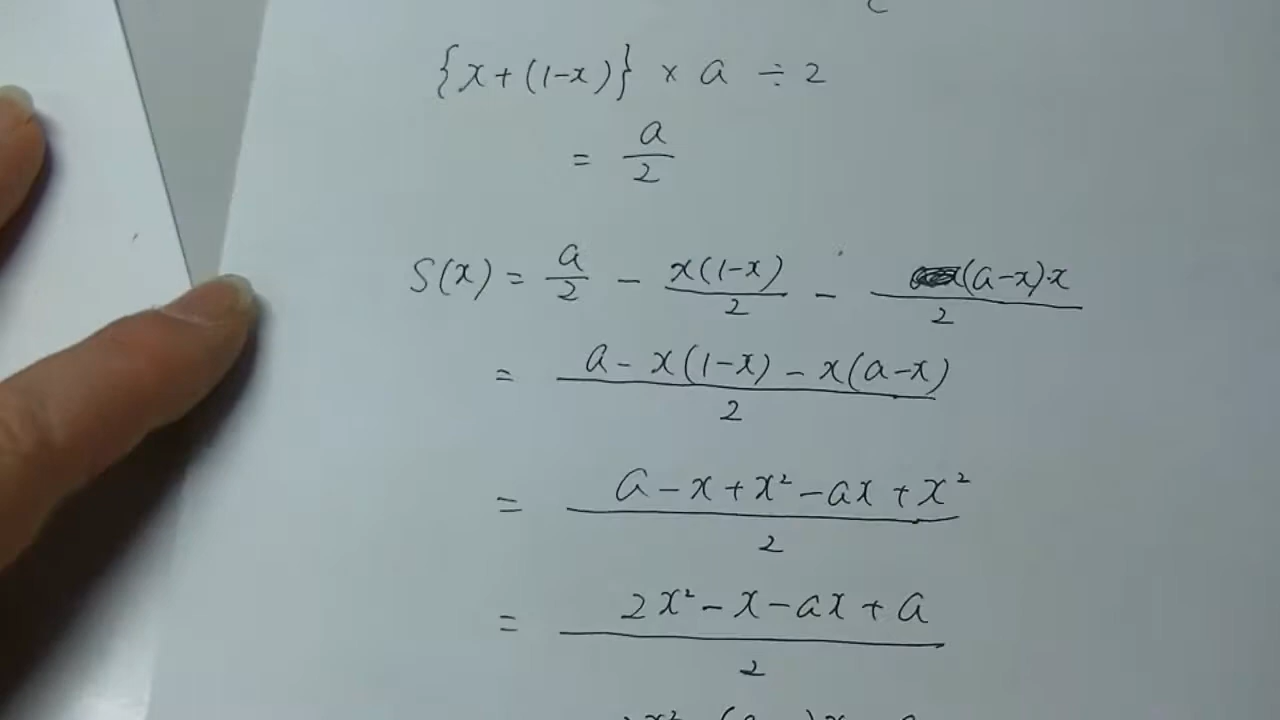 {x+(1-x)} × a ÷ 2
= a/2
S(x) = a/2 - x(1-x)/2 - (a-x)·x/2
= (a - x(1-x) - x(a-x))/2
= (a - x + x² - ax + x²)/2
= (2x² - x - ax + a)/2